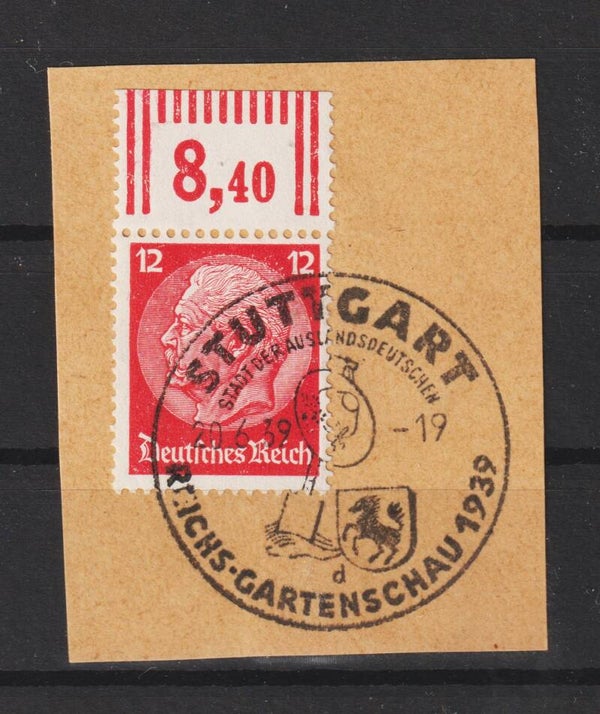 8,40
12 12
Deutsches Reich
STUTTGART
STADT DER AUSLANDSDEUTSCHEN
R
20.6.39 -19
d
REICHS-GARTENSCHAU 1939